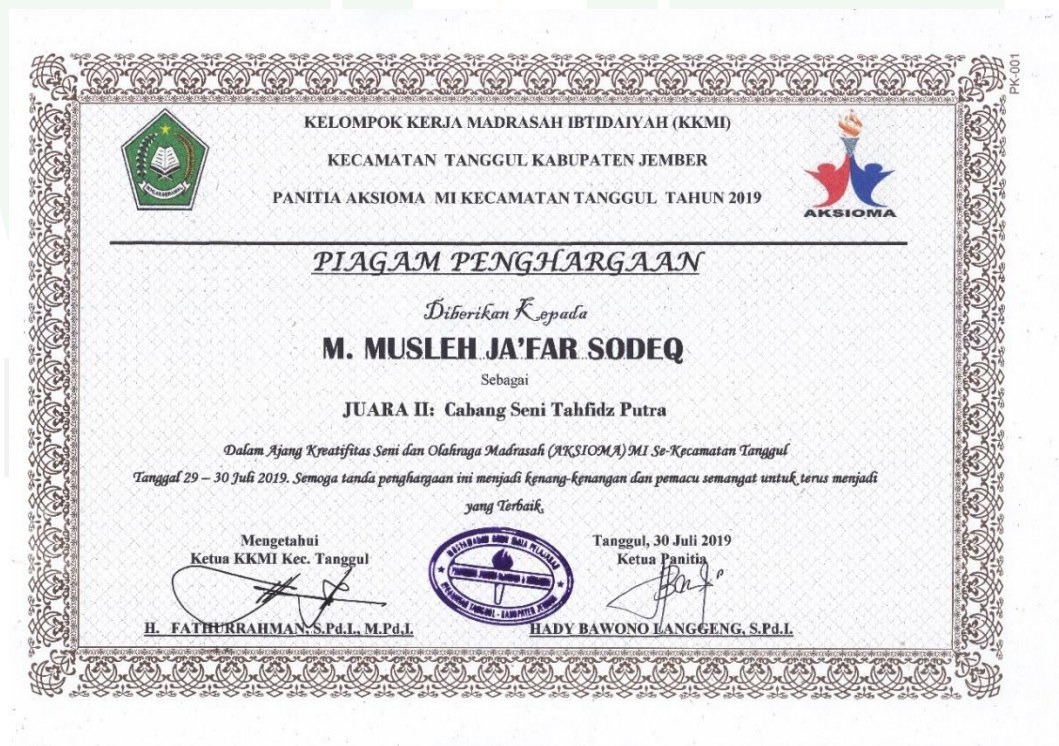 PK-001
KELOMPOK KERJA MADRASAH IBTIDAIYAH (KKMI)
KECAMATAN TANGGUL KABUPATEN JEMBER
PANITIA AKSIOMA MI KECAMATAN TANGGUL TAHUN 2019
AKSIOMA
PIAGAM PENGHARGAAN
Diberikan Kepada
M. MUSLEH JA'FAR SODEQ
Sebagai
JUARA II: Cabang Seni Tahfidz Putra
Dalam Ajang Kreatifitas Seni dan Olahraga Madrasah (AKSIOMA) MI Se-Kecamatan Tanggul
Tanggal 29 – 30 Juli 2019. Semoga tanda penghargaan ini menjadi kenang-kenangan dan pemacu semangat untuk terus menjadi
yang Terbaik.
Mengetahui
Ketua KKMI Kec. Tanggul
H. FATHURRAHMAN, S.Pd.I., M.Pd.I.
Tanggul, 30 Juli 2019
Ketua Panitia
HADY BAWONO LANGGENG, S.Pd.I.